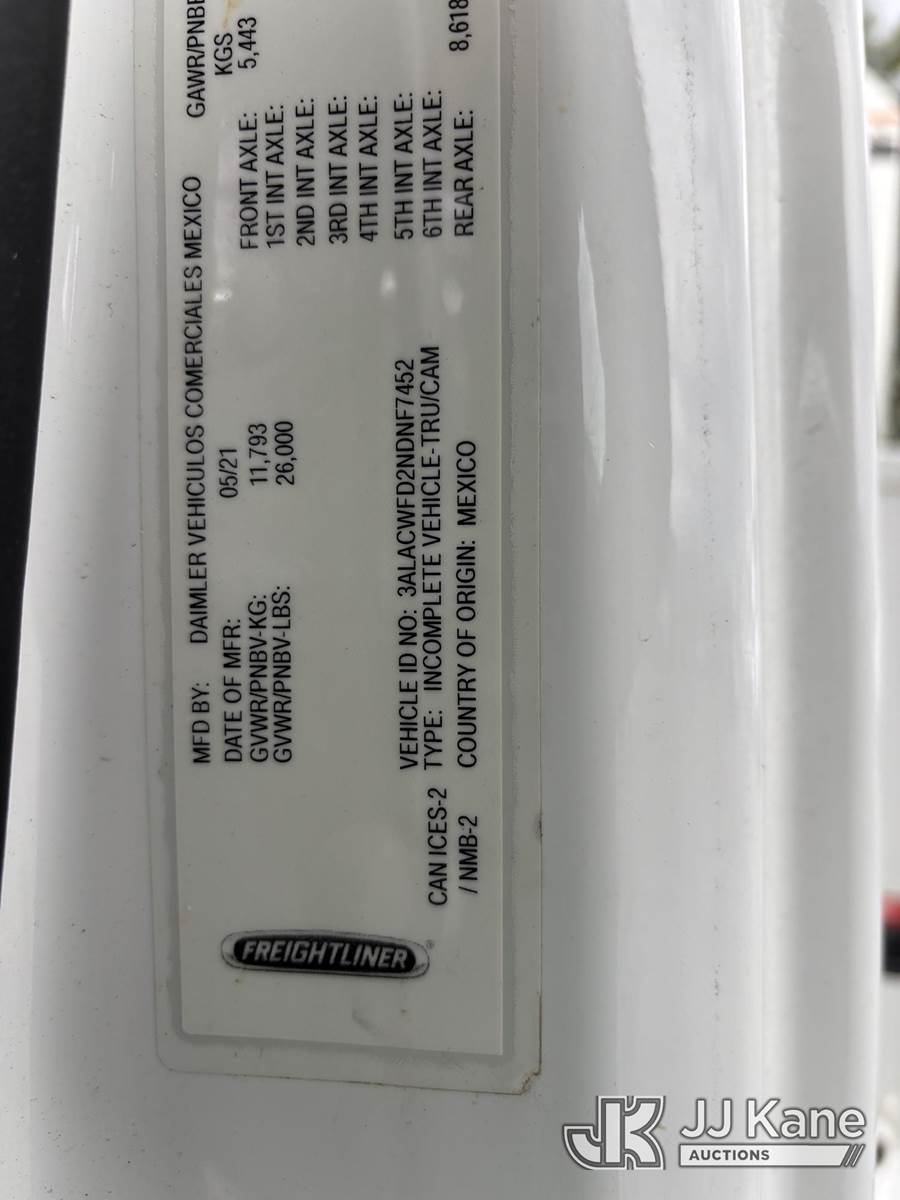 MFD BY: DAIMLER VEHICULOS COMERCIALES MEXICO GAWR/PNBE
DATE OF MFR: 05/21 KGS
GVWR/PNBV-KG: 11,793 FRONT AXLE: 5,443
GVWR/PNBV-LBS: 26,000 1ST INT AXLE:
2ND INT AXLE:
3RD INT AXLE:
4TH INT AXLE:
VEHICLE ID NO: 3ALACWFD2NDNF7452 5TH INT AXLE:
CAN ICES-2 TYPE: INCOMPLETE VEHICLE-TRU/CAM 6TH INT AXLE:
/ NMB-2 COUNTRY OF ORIGIN: MEXICO REAR AXLE: 8,618
FREIGHTLINER®
JK JJ Kane
AUCTIONS